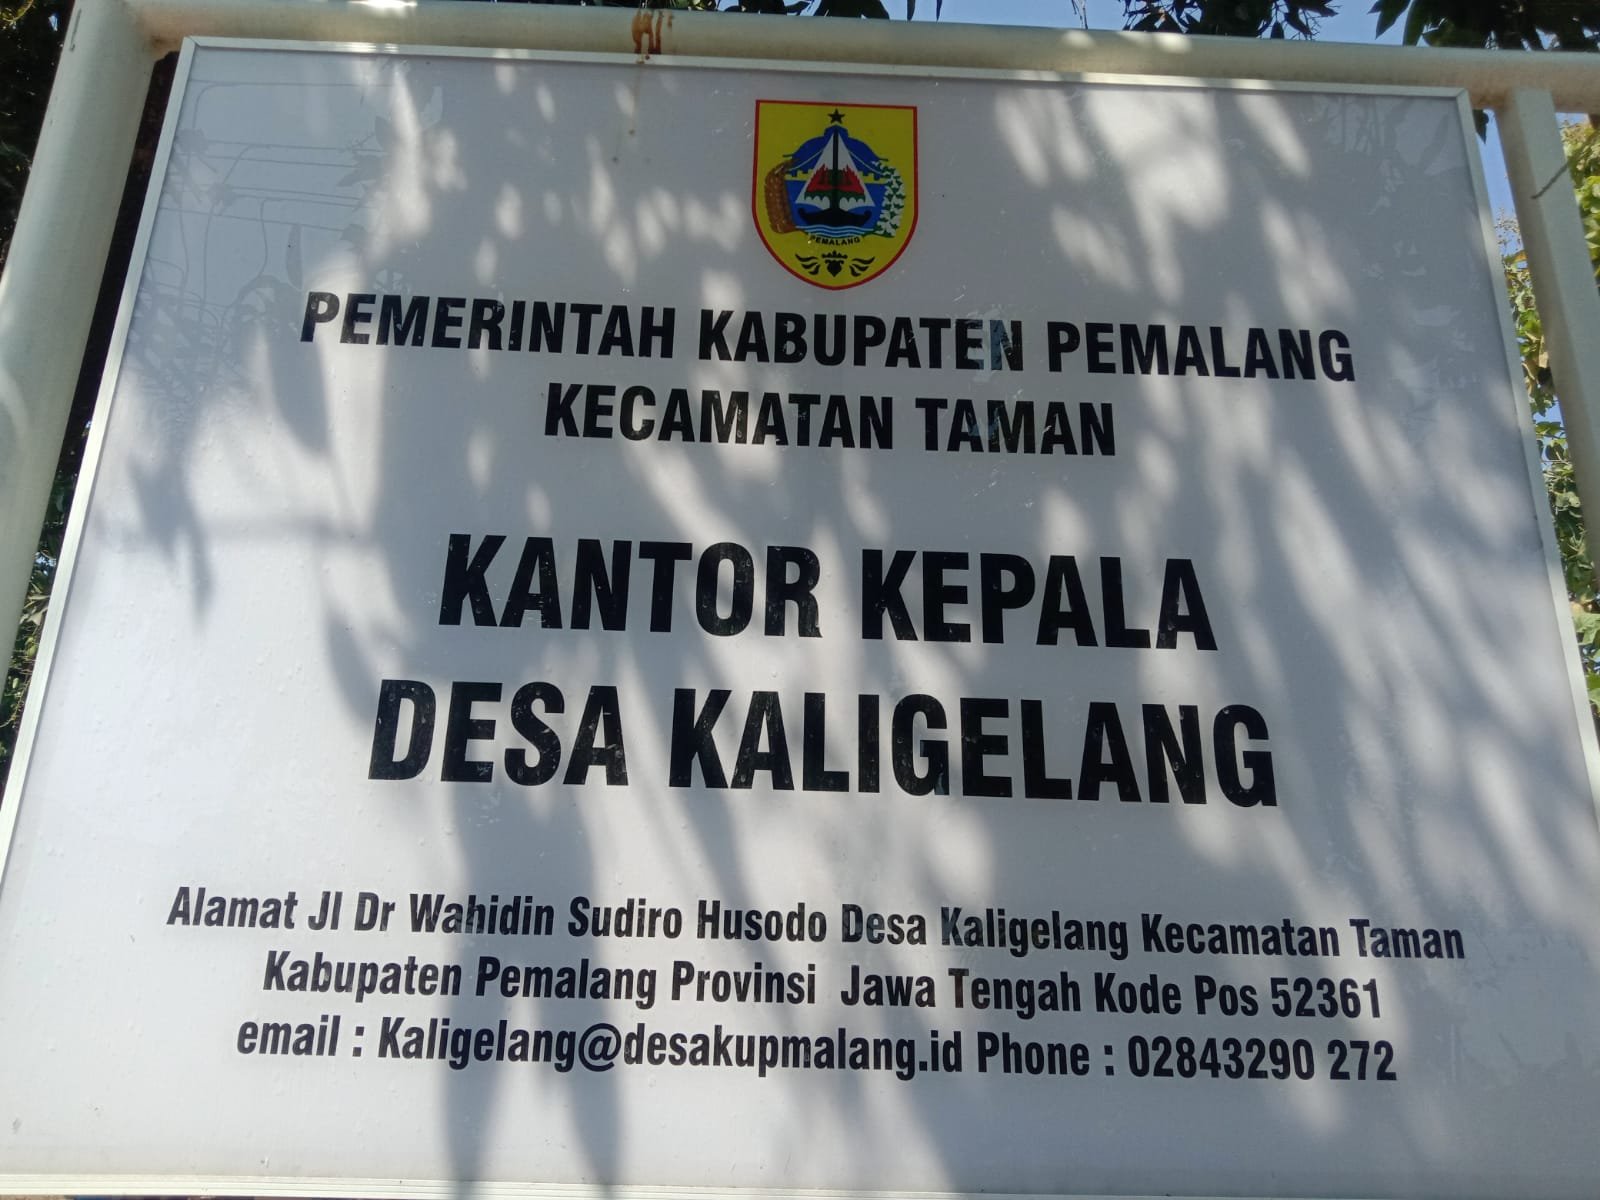 PEMALANG
PEMERINTAH KABUPATEN PEMALANG
KECAMATAN TAMAN
KANTOR KEPALA
DESA KALIGELANG
Alamat Jl Dr Wahidin Sudiro Husodo Desa Kaligelang Kecamatan Taman
Kabupaten Pemalang Provinsi Jawa Tengah Kode Pos 52361
email : Kaligelang@desakupmalang.id Phone : 02843290 272